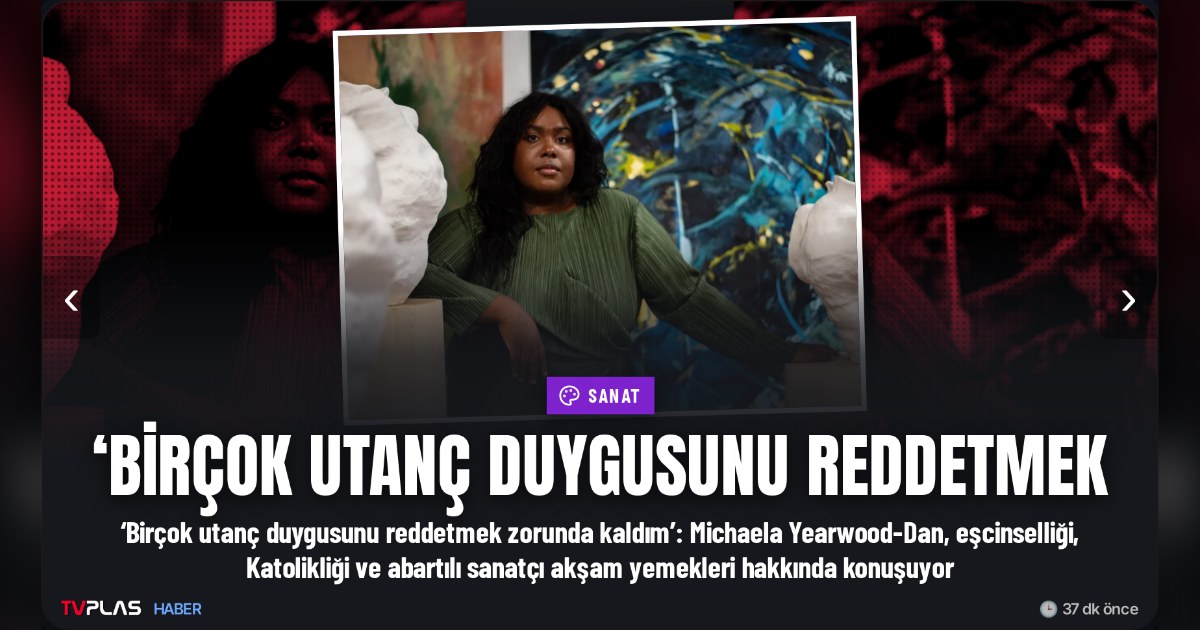 SANAT
‘BİRÇOK UTANÇ DUYGUSUNU REDDETMEK
‘Birçok utanç duygusunu reddetmek zorunda kaldım’: Michaela Yearwood-Dan, eşcinselliği,
Katolikliği ve abartılı sanatçı akşam yemekleri hakkında konuşuyor
TVPLAS HABER
37 dk önce